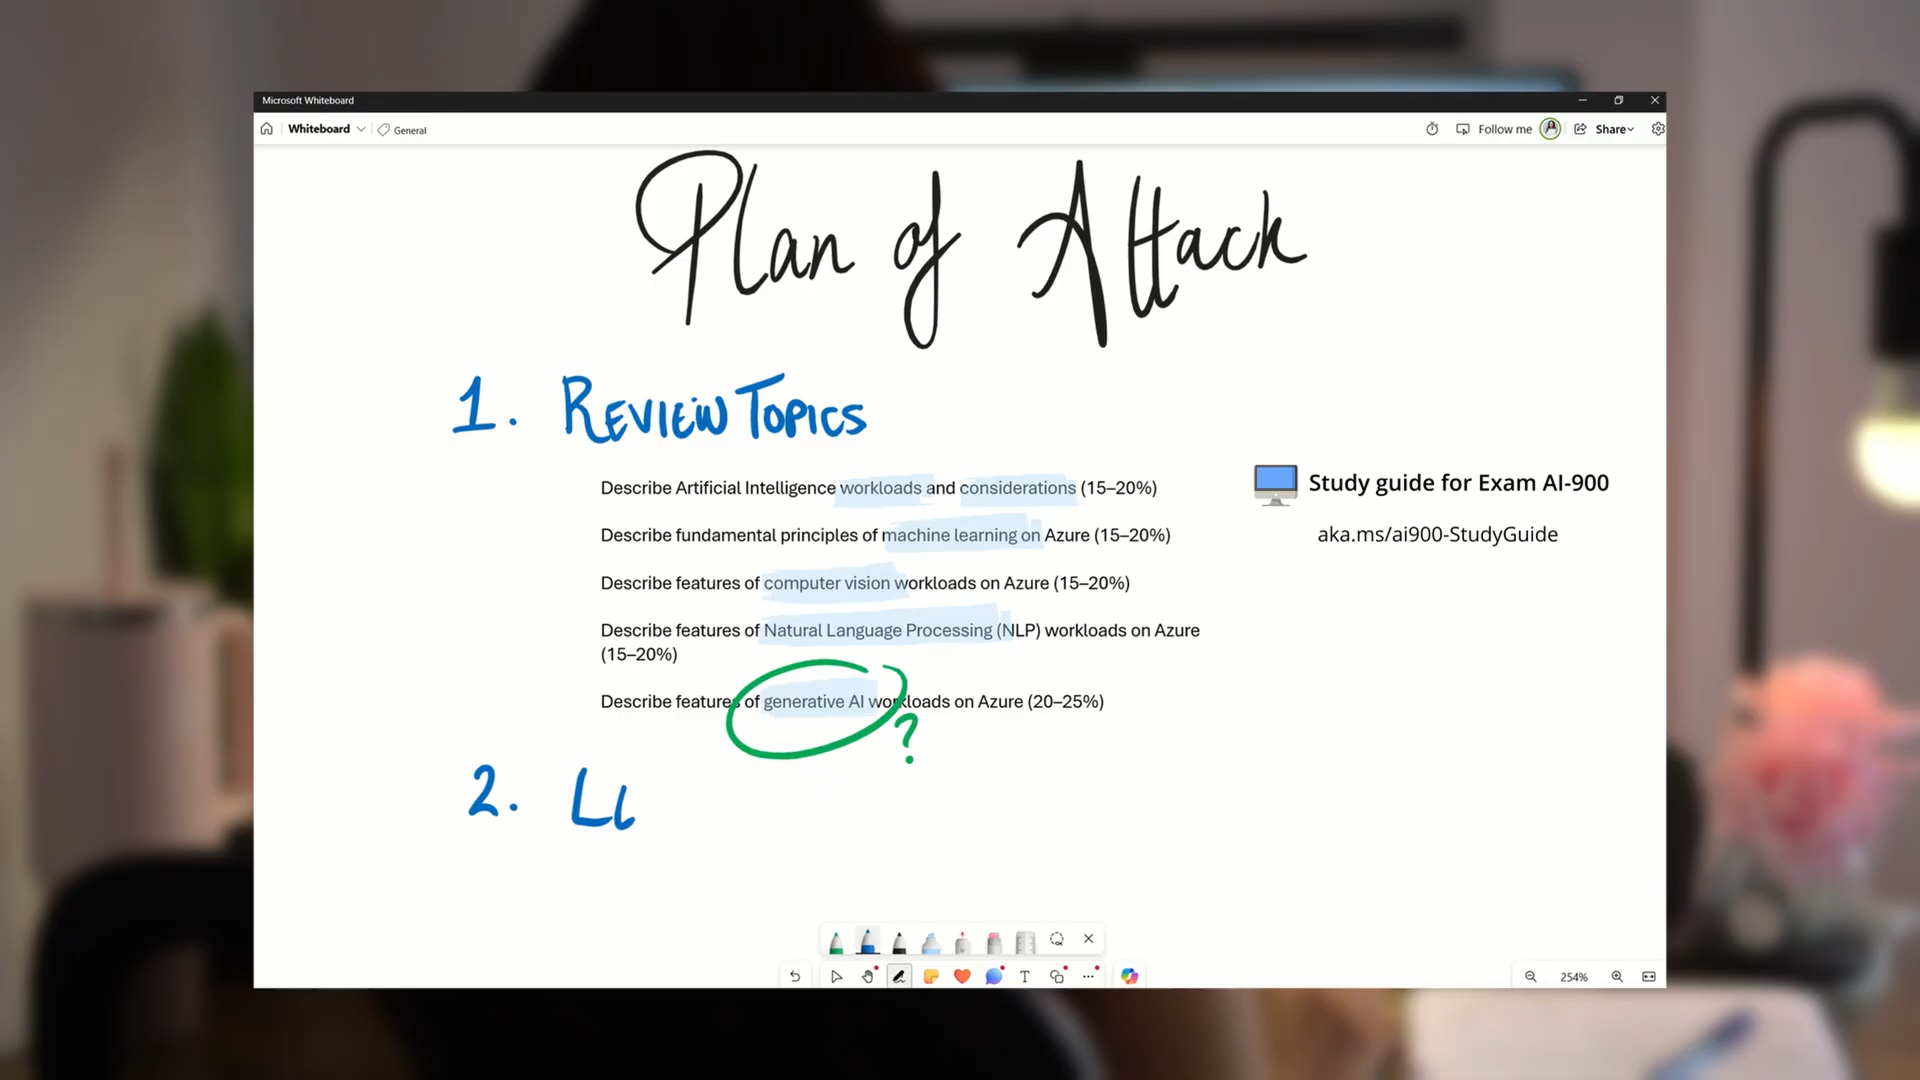 Microsoft Whiteboard
Whiteboard General Follow me Share
Plan of Attack
1. REVIEW TOPICS
Describe Artificial Intelligence workloads and considerations (15–20%)
Describe fundamental principles of machine learning on Azure (15–20%)
Describe features of computer vision workloads on Azure (15–20%)
Describe features of Natural Language Processing (NLP) workloads on Azure
(15–20%)
Describe features of generative AI workloads on Azure (20–25%)
?
Study guide for Exam AI-900
aka.ms/ai900-StudyGuide
2.
254%